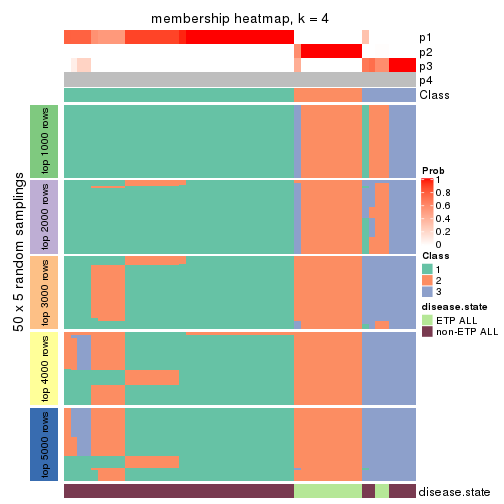 membership heatmap, k = 4
p1
p2
p3
p4
Class
50 x 5 random samplings
top 1000 rows
top 2000 rows
top 3000 rows
top 4000 rows
top 5000 rows
Prob
1
0.8
0.6
0.4
0.2
0
Class
1
2
3
disease.state
ETP ALL
non-ETP ALL
disease.state